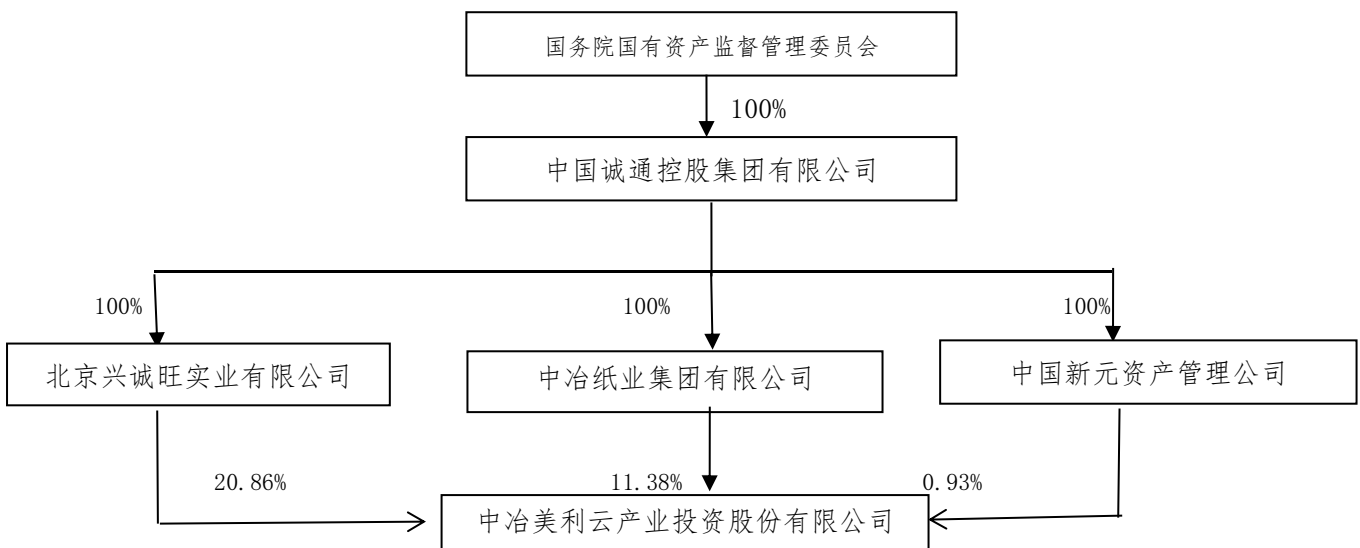 国务院国有资产监督管理委员会
100%
中国诚通控股集团有限公司
100%
100%
100%
北京兴诚旺实业有限公司
中冶纸业集团有限公司
中国新元资产管理公司
20.86%
11.38%
0.93%
中冶美利云产业投资股份有限公司